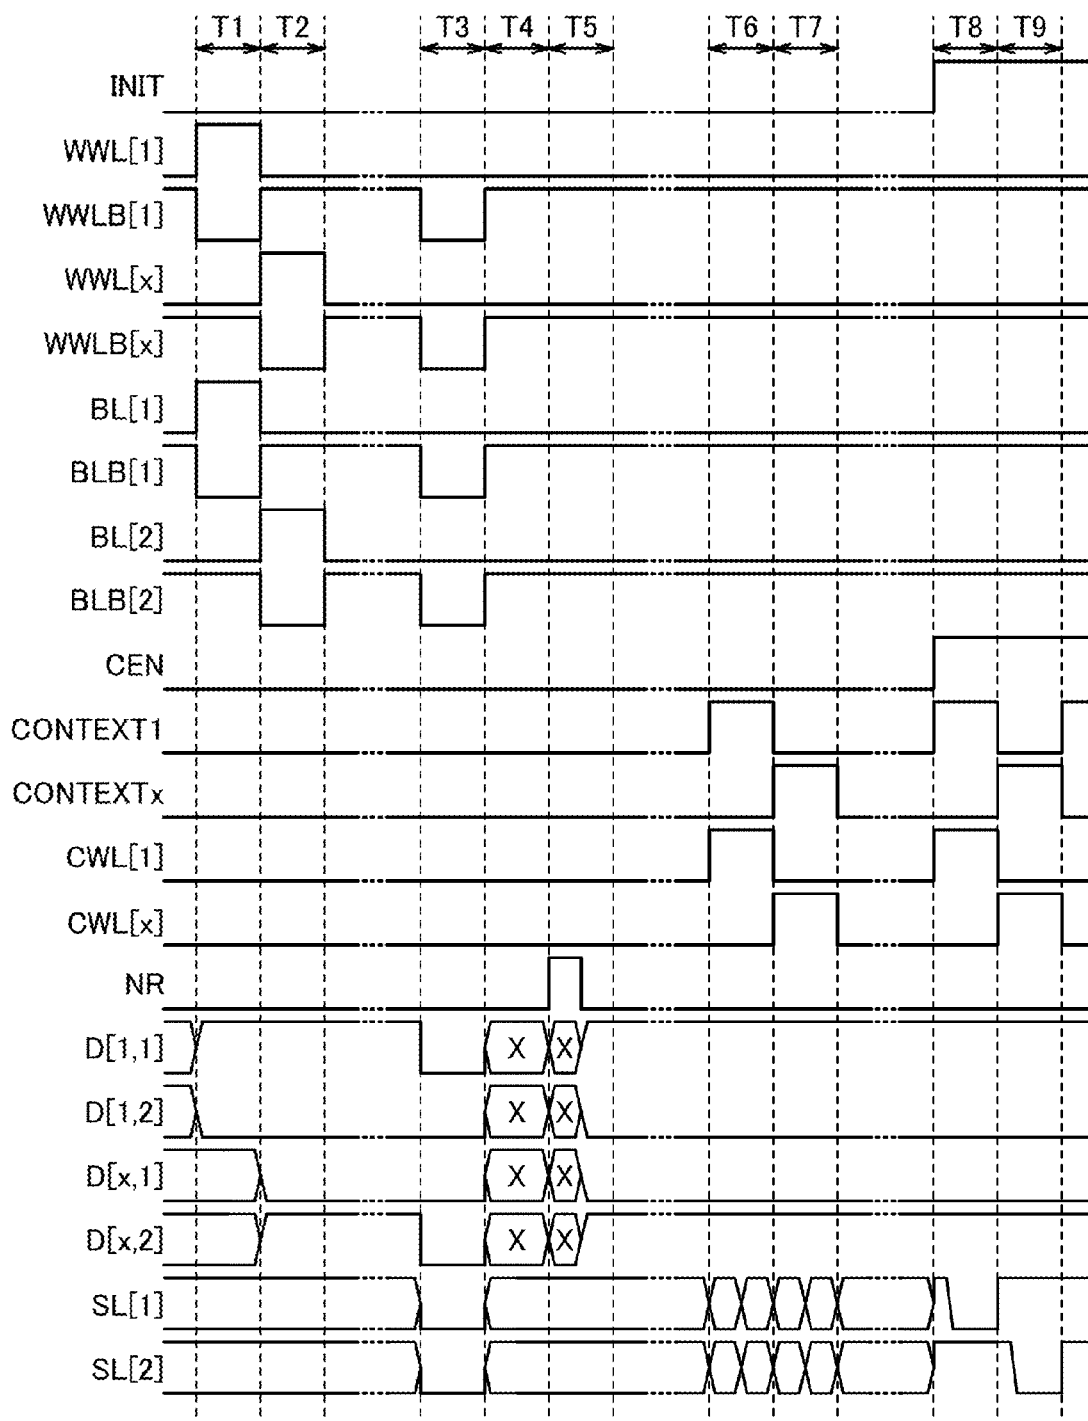 T1 T2 T3 T4 T5 T6 T7 T8 T9
INIT
WWL[1]
WWLB[1]
WWL[x]
WWLB[x]
BL[1]
BLB[1]
BL[2]
BLB[2]
CEN
CONTEXT1
CONTEXTx
CWL[1]
CWL[x]
NR
D[1,1] X X
D[1,2] X X
D[x,1] X X
D[x,2] X X
SL[1]
SL[2]